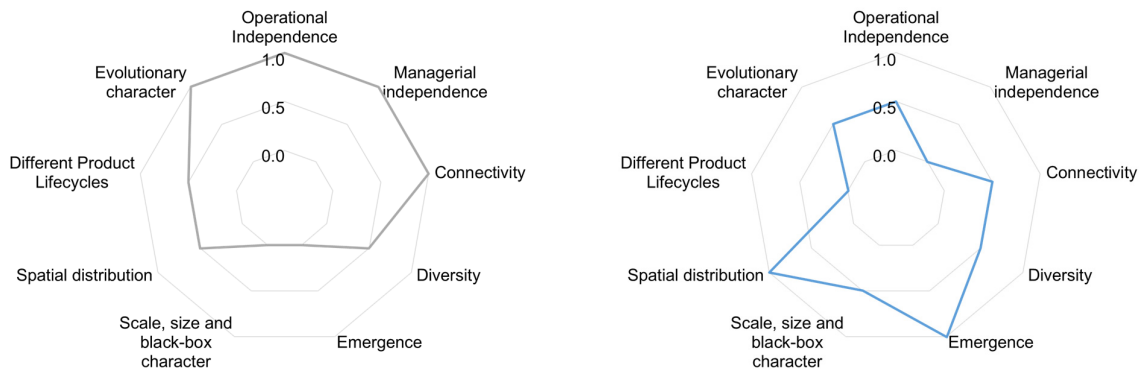 Operational
Independence
1.0
Evolutionary
character
Managerial
independence
0.5
0.0
Different Product
Lifecycles
Connectivity
Spatial distribution
Diversity
Scale, size and
black-box
character
Emergence
Operational
Independence
1.0
Evolutionary
character
Managerial
independence
0.5
0.0
Different Product
Lifecycles
Connectivity
Spatial distribution
Diversity
Scale, size and
black-box
character
Emergence